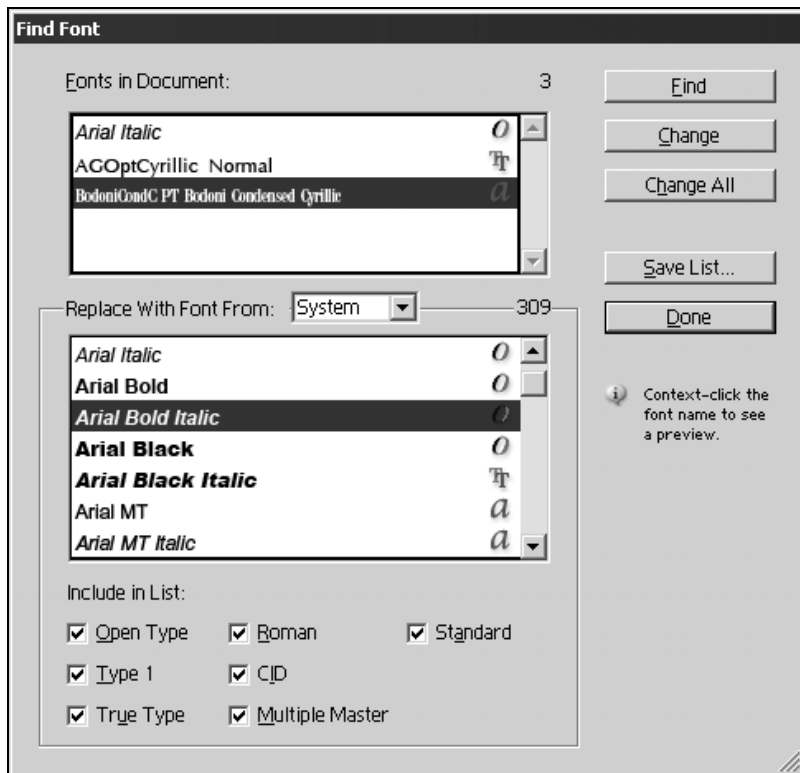 Find Font
Fonts in Document: 3
Arial Italic
AGOptCyrillic Normal
BodoniCondC PT Bodoni Condensed Cyrillic
Replace With Font From: System 309
Arial Italic
Arial Bold
Arial Bold Italic
Arial Black
Arial Black Italic
Arial MT
Arial MT Italic
Include in List:
Open Type Roman Standard
Type 1 CID
True Type Multiple Master
Find
Change
Change All
Save List...
Done
Context-click the
font name to see
a preview.